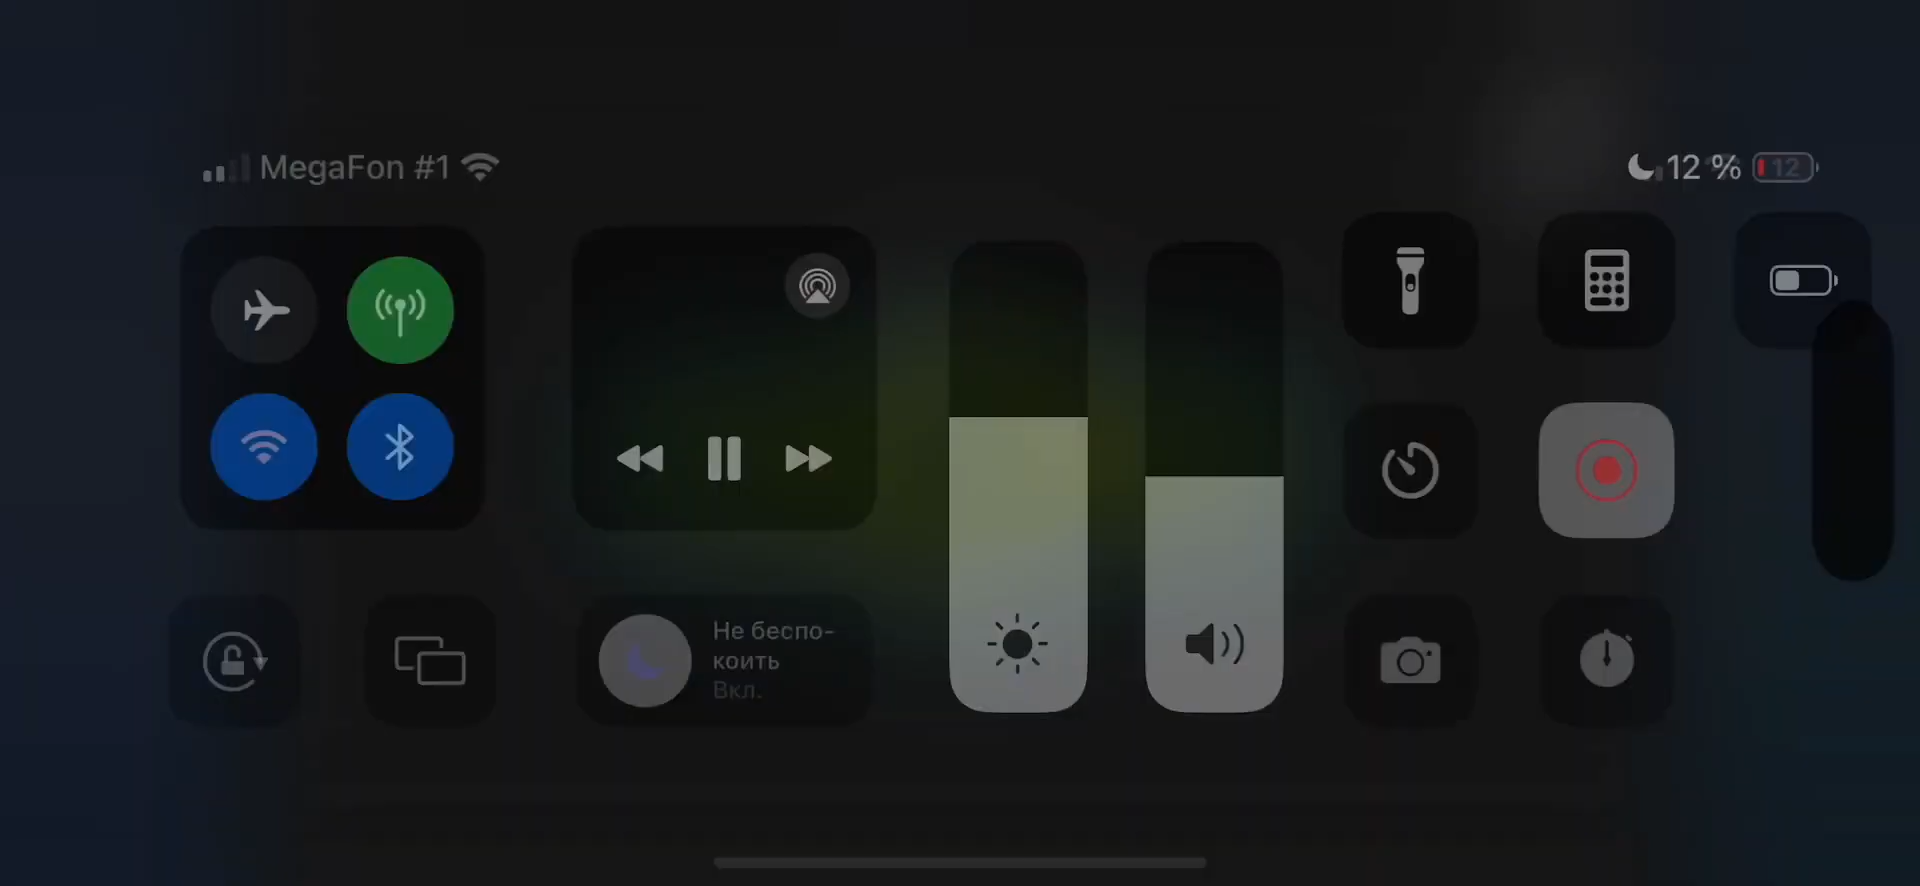 MegaFon #1
12 %
12
Не беспо-
коить
Вкл.